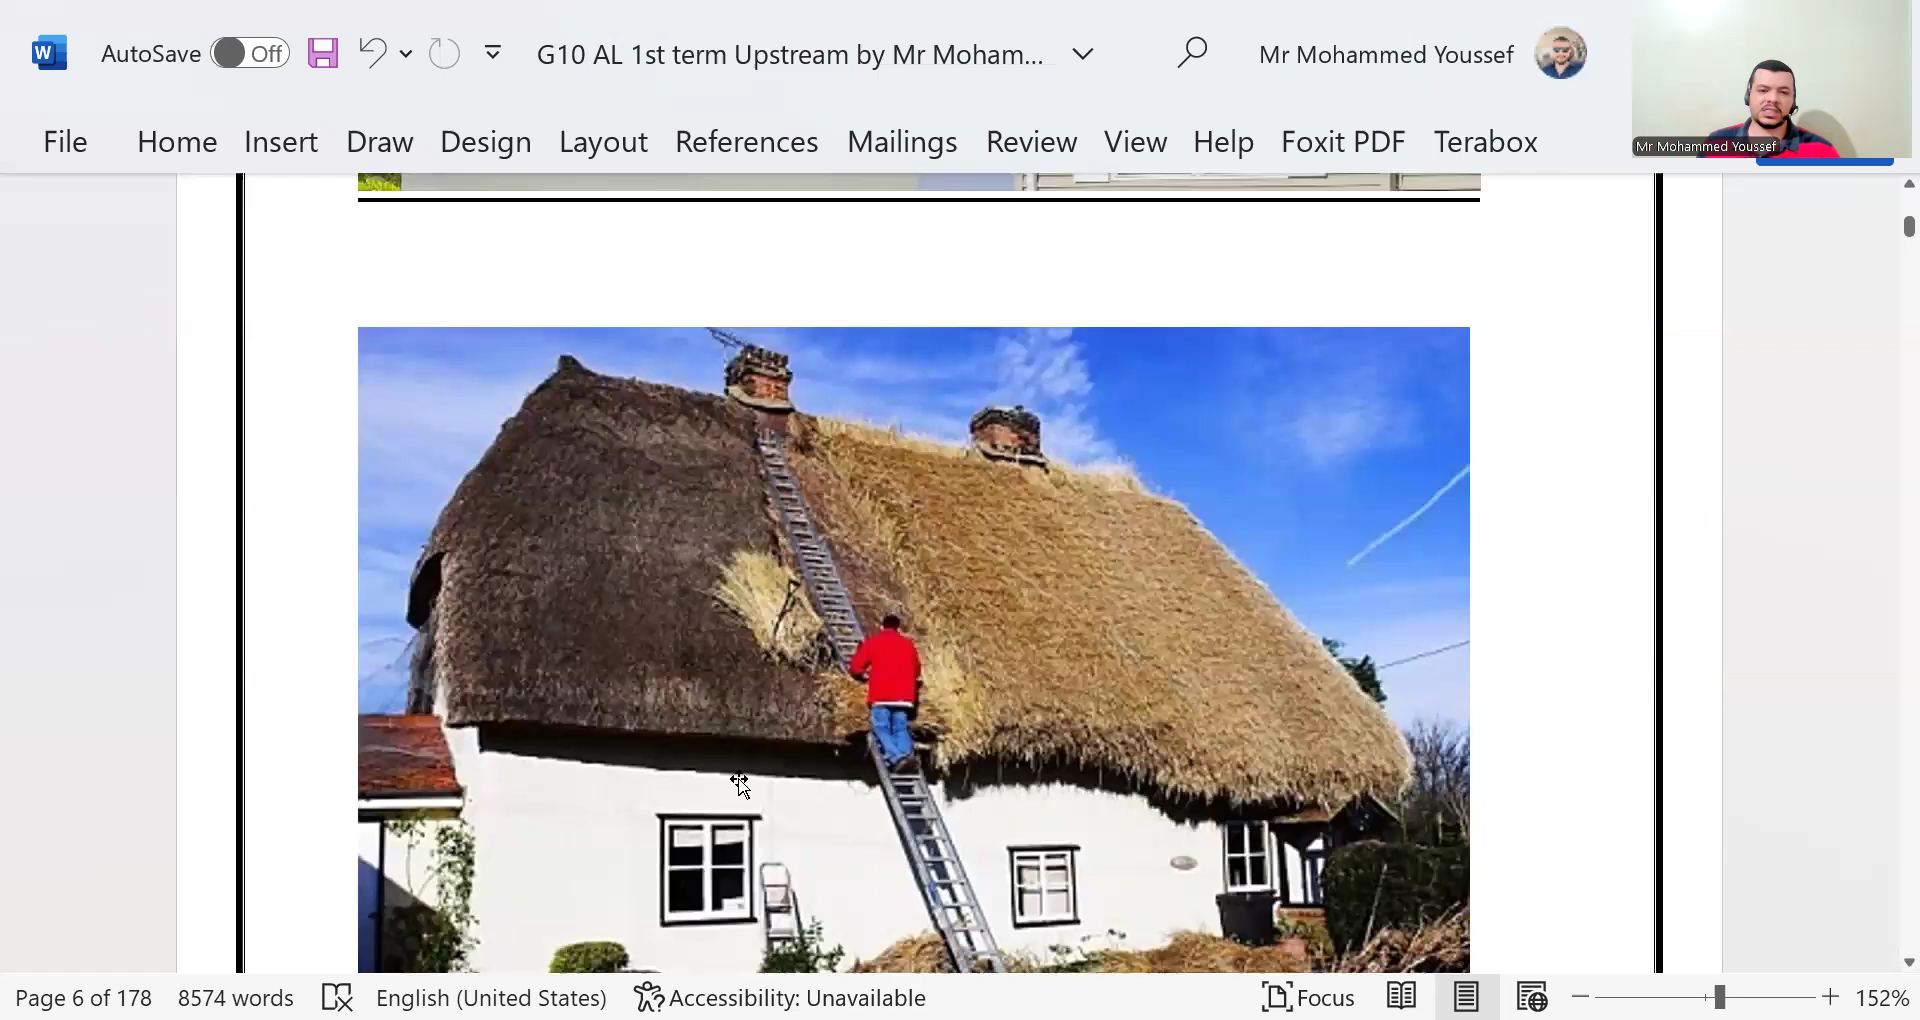 W AutoSave Off G10 AL 1st term Upstream by Mr Moham... Mr Mohammed Youssef
File Home Insert Draw Design Layout References Mailings Review View Help Foxit PDF Terabox
Mr Mohammed Youssef
Page 6 of 178 8574 words English (United States) Accessibility: Unavailable Focus 152%